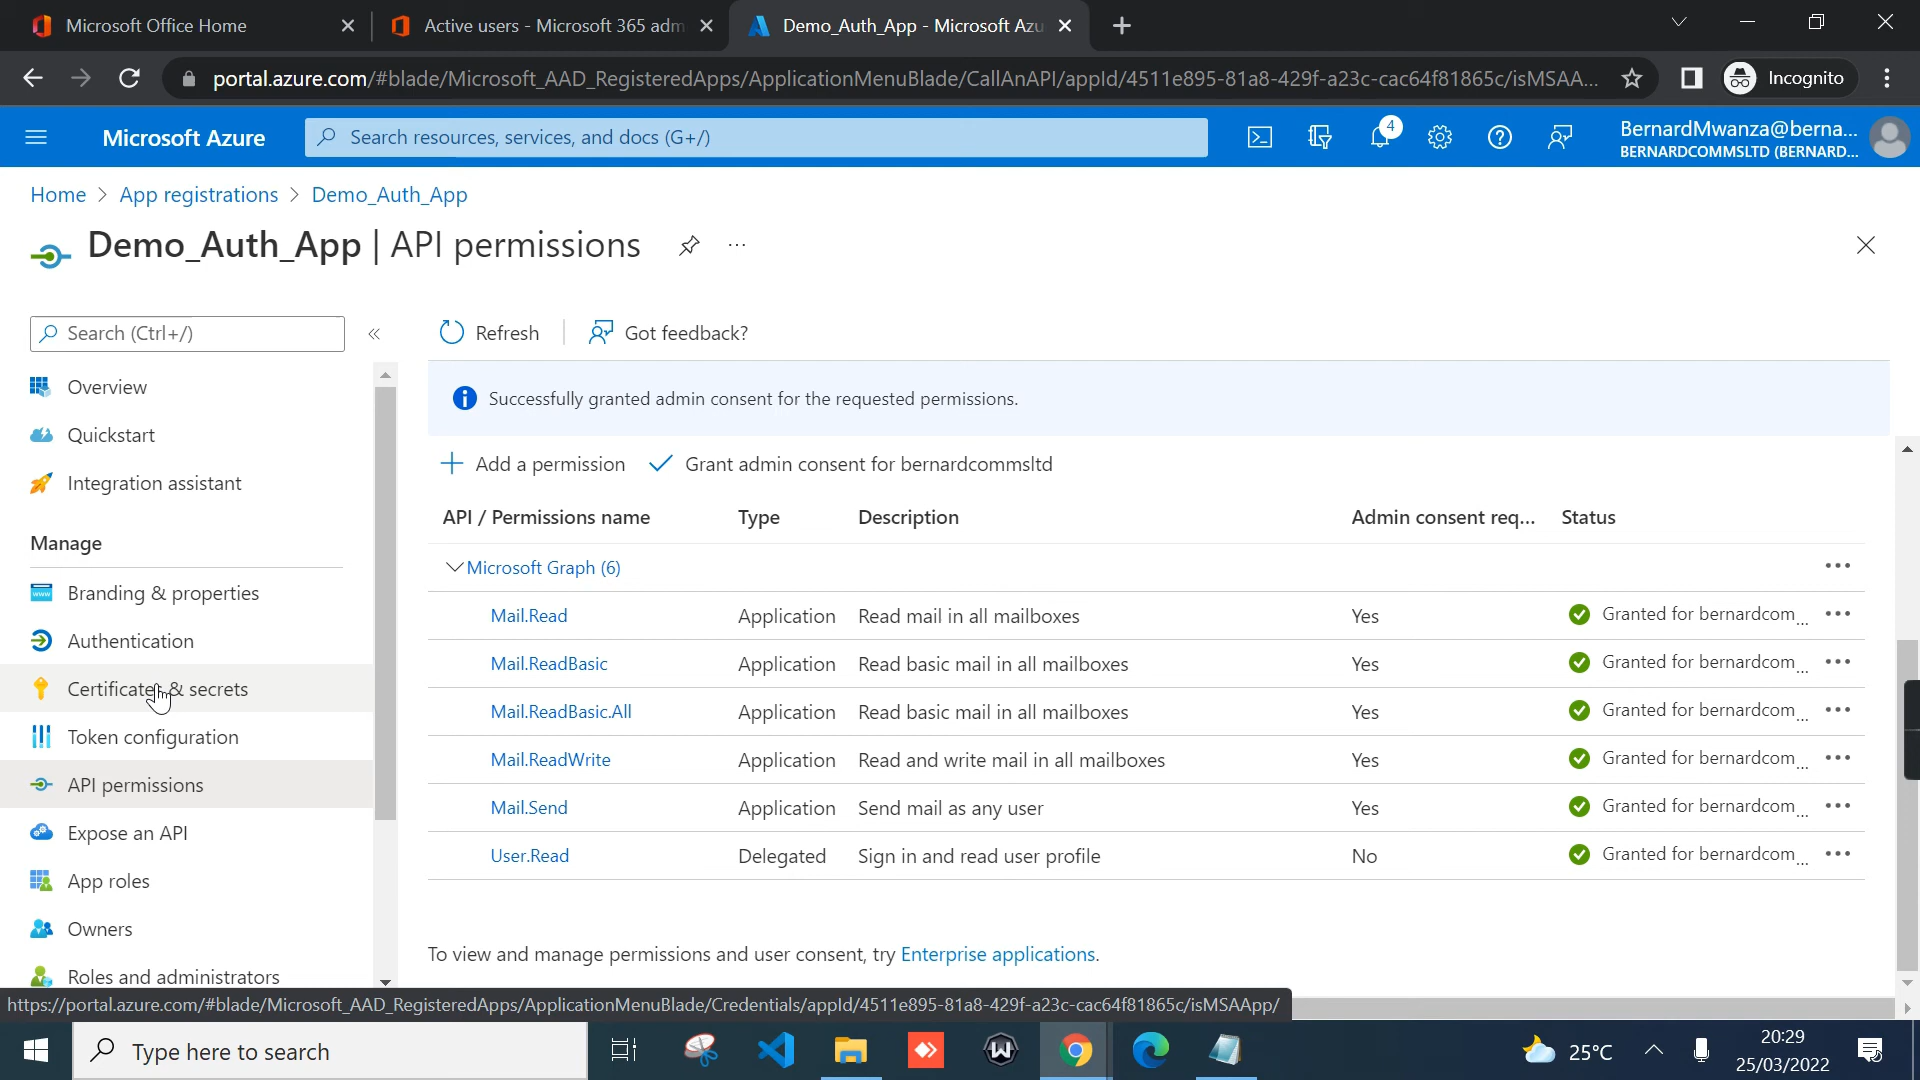 Microsoft Office Home
Active users - Microsoft 365 adm
Demo_Auth_App - Microsoft Azu
portal.azure.com/#blade/Microsoft_AAD_RegisteredApps/ApplicationMenuBlade/CallAnAPI/appId/4511e895-81a8-429f-a23c-cac64f81865c/isMSAA...
Incognito
Microsoft Azure
Search resources, services, and docs (G+/)
4
BernardMwanza@berna...
BERNARDCOMMSLTD (BERNARD...
Home > App registrations > Demo_Auth_App
Demo_Auth_App | API permissions
Search (Ctrl+/)
Refresh
Got feedback?
Overview
Quickstart
Integration assistant
Manage
Branding & properties
Authentication
Certificates & secrets
Token configuration
API permissions
Expose an API
App roles
Owners
Roles and administrators
Successfully granted admin consent for the requested permissions.
Add a permission
Grant admin consent for bernardcommsltd
API / Permissions name Type Description Admin consent req... Status
Microsoft Graph (6)
Mail.Read Application Read mail in all mailboxes Yes Granted for bernardcom...
Mail.ReadBasic Application Read basic mail in all mailboxes Yes Granted for bernardcom...
Mail.ReadBasic.All Application Read basic mail in all mailboxes Yes Granted for bernardcom...
Mail.ReadWrite Application Read and write mail in all mailboxes Yes Granted for bernardcom...
Mail.Send Application Send mail as any user Yes Granted for bernardcom...
User.Read Delegated Sign in and read user profile No Granted for bernardcom...
To view and manage permissions and user consent, try Enterprise applications.
https://portal.azure.com/#blade/Microsoft_AAD_RegisteredApps/ApplicationMenuBlade/Credentials/appId/4511e895-81a8-429f-a23c-cac64f81865c/isMSAApp/
Type here to search
25°C
20:29
25/03/2022